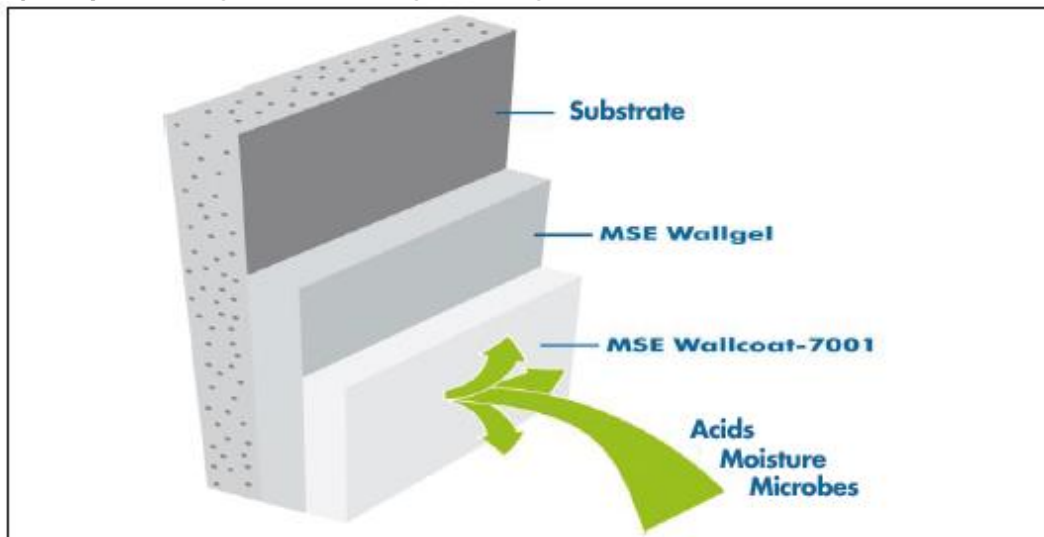 Substrate
MSE Wallgel
MSE Wallcoat-7001
Acids
Moisture
Microbes